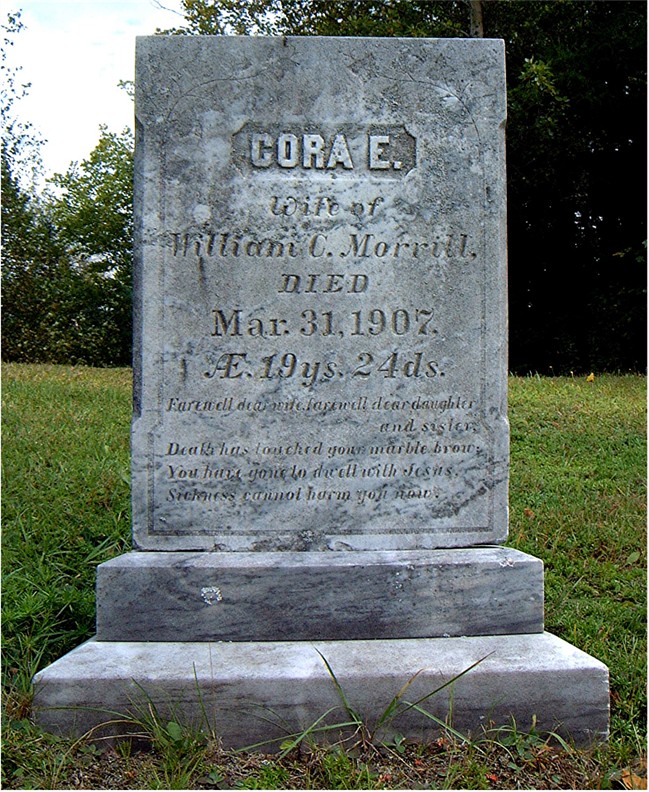 CORA E.
Wife of
William C. Morrill,
DIED
Mar. 31, 1907.
Æ. 19ys. 24ds.
Farewell dear wife, farewell dear daughter
and sister,
Death has touched your marble brow;
You have gone to dwell with Jesus,
Sickness cannot harm you now.